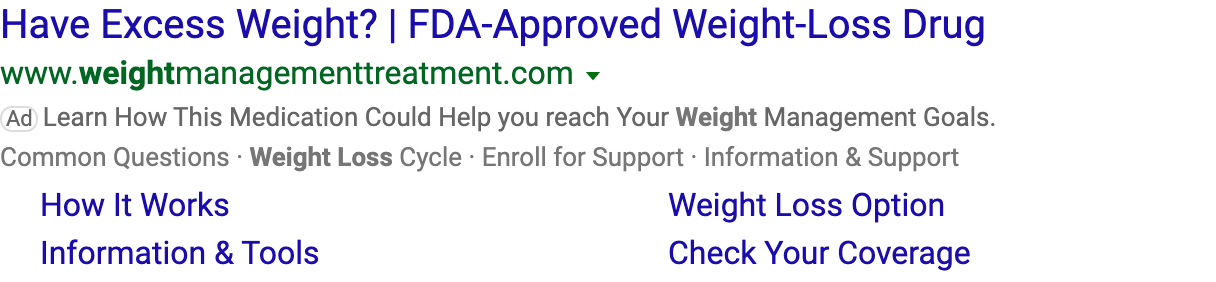 Have Excess Weight? | FDA-Approved Weight-Loss Drug
www.weightmanagementtreatment.com
Ad Learn How This Medication Could Help you reach Your Weight Management Goals.
Common Questions · Weight Loss Cycle · Enroll for Support · Information & Support
How It Works Weight Loss Option
Information & Tools Check Your Coverage